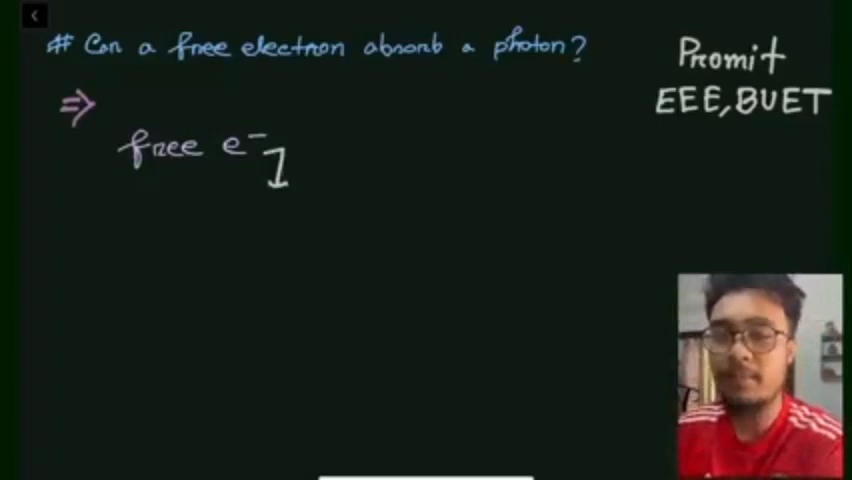 # Can a free electron absorb a photon?
Promit
EEE, BUET
⇒
free e⁻